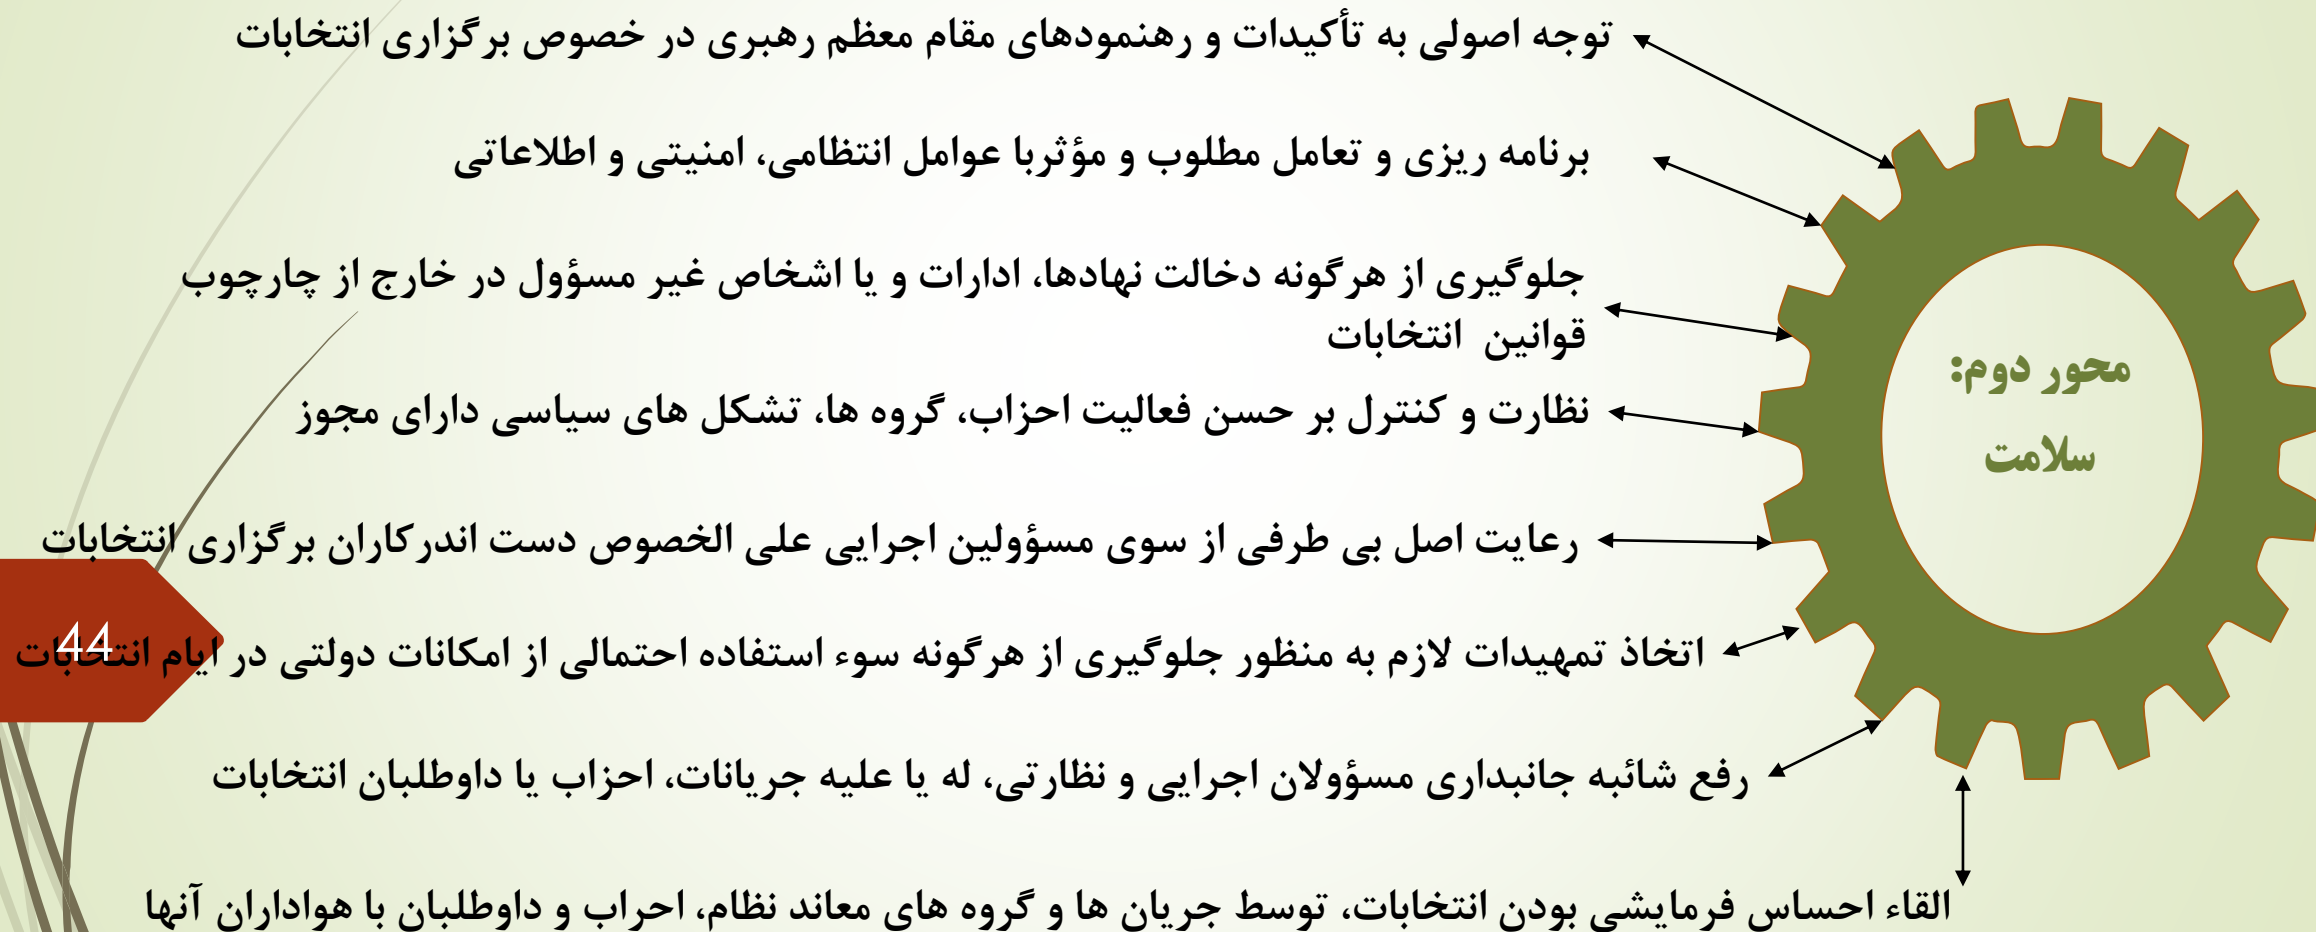 توجه اصولی به تأکیدات و رهنمودهای مقام معظم رهبری در خصوص برگزاری انتخابات
برنامه ریزی و تعامل مطلوب و مؤثربا عوامل انتظامی، امنیتی و اطلاعاتی
جلوگیری از هرگونه دخالت نهادها، ادارات و یا اشخاص غیر مسؤول در خارج از چارچوب
قوانین انتخابات
محور دوم:
سلامت
نظارت و کنترل بر حسن فعالیت احزاب، گروه ها، تشکل های سیاسی دارای مجوز
رعایت اصل بی طرفی از سوی مسؤولین اجرایی علی الخصوص دست اندرکاران برگزاری انتخابات
اتخاذ تمهیدات لازم به منظور جلوگیری از هرگونه سوء استفاده احتمالی از امکانات دولتی در ایام انتخابات
44
رفع شائبه جانبداری مسؤولان اجرایی و نظارتی، له یا علیه جریانات، احزاب یا داوطلبان انتخابات
القاء احساس فرمایشی بودن انتخابات، توسط جریان ها و گروه های معاند نظام، احراب و داوطلبان با هواداران آنها